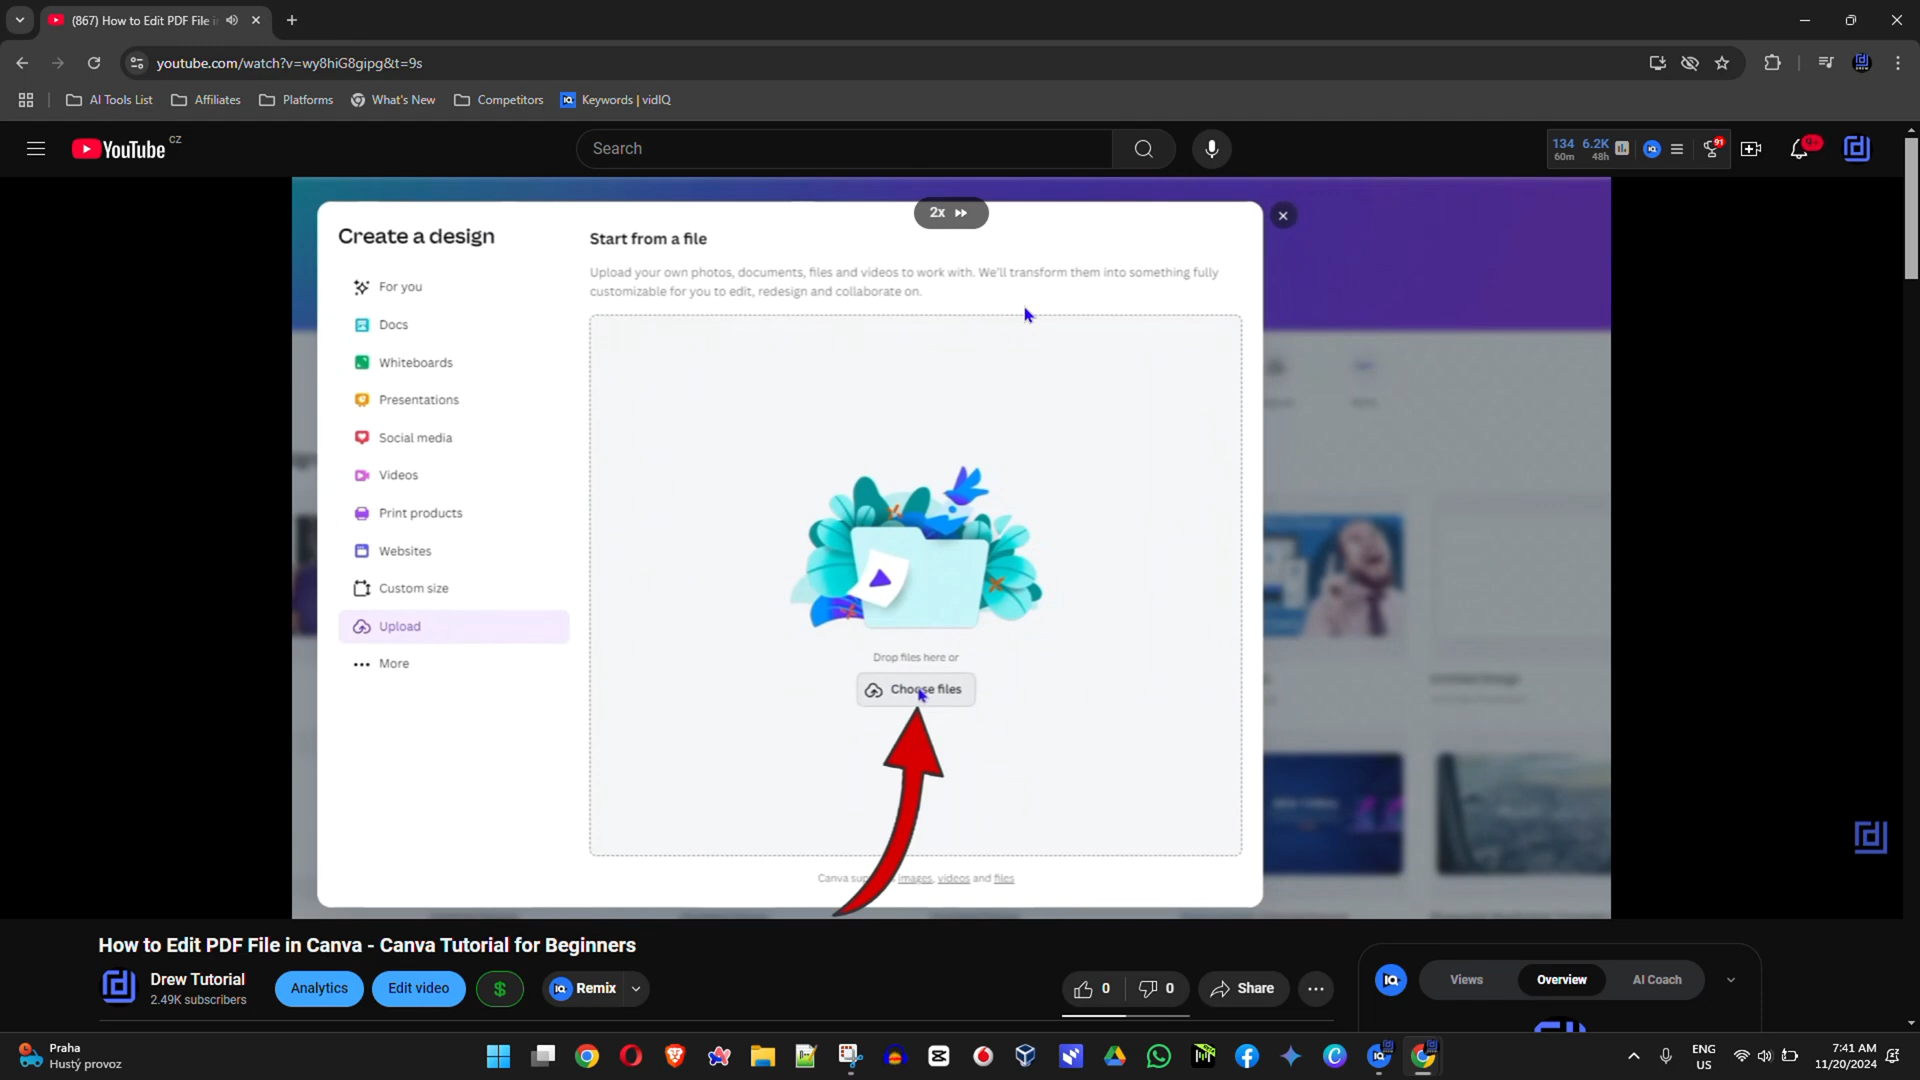 (867) How to Edit PDF File i
youtube.com/watch?v=wy8hiG8gipg&t=9s
AI Tools List
Affiliates
Platforms
What's New
Competitors
Keywords | vidIQ
YouTube CZ
Search
134 6.2K
60m 48h
91
9+
2x
Create a design
For you
Docs
Whiteboards
Presentations
Social media
Videos
Print products
Websites
Custom size
Upload
More
Start from a file
Upload your own photos, documents, files and videos to work with. We'll transform them into something fully
customizable for you to edit, redesign and collaborate on.
Drop files here or
Choose files
Canva images, videos and files
How to Edit PDF File in Canva - Canva Tutorial for Beginners
Drew Tutorial
2.49K subscribers
Analytics
Edit video
$
Remix
0
0
Share
Views
Overview
AI Coach
Praha
Hustý provoz
ENG
US
7:41 AM
11/20/2024